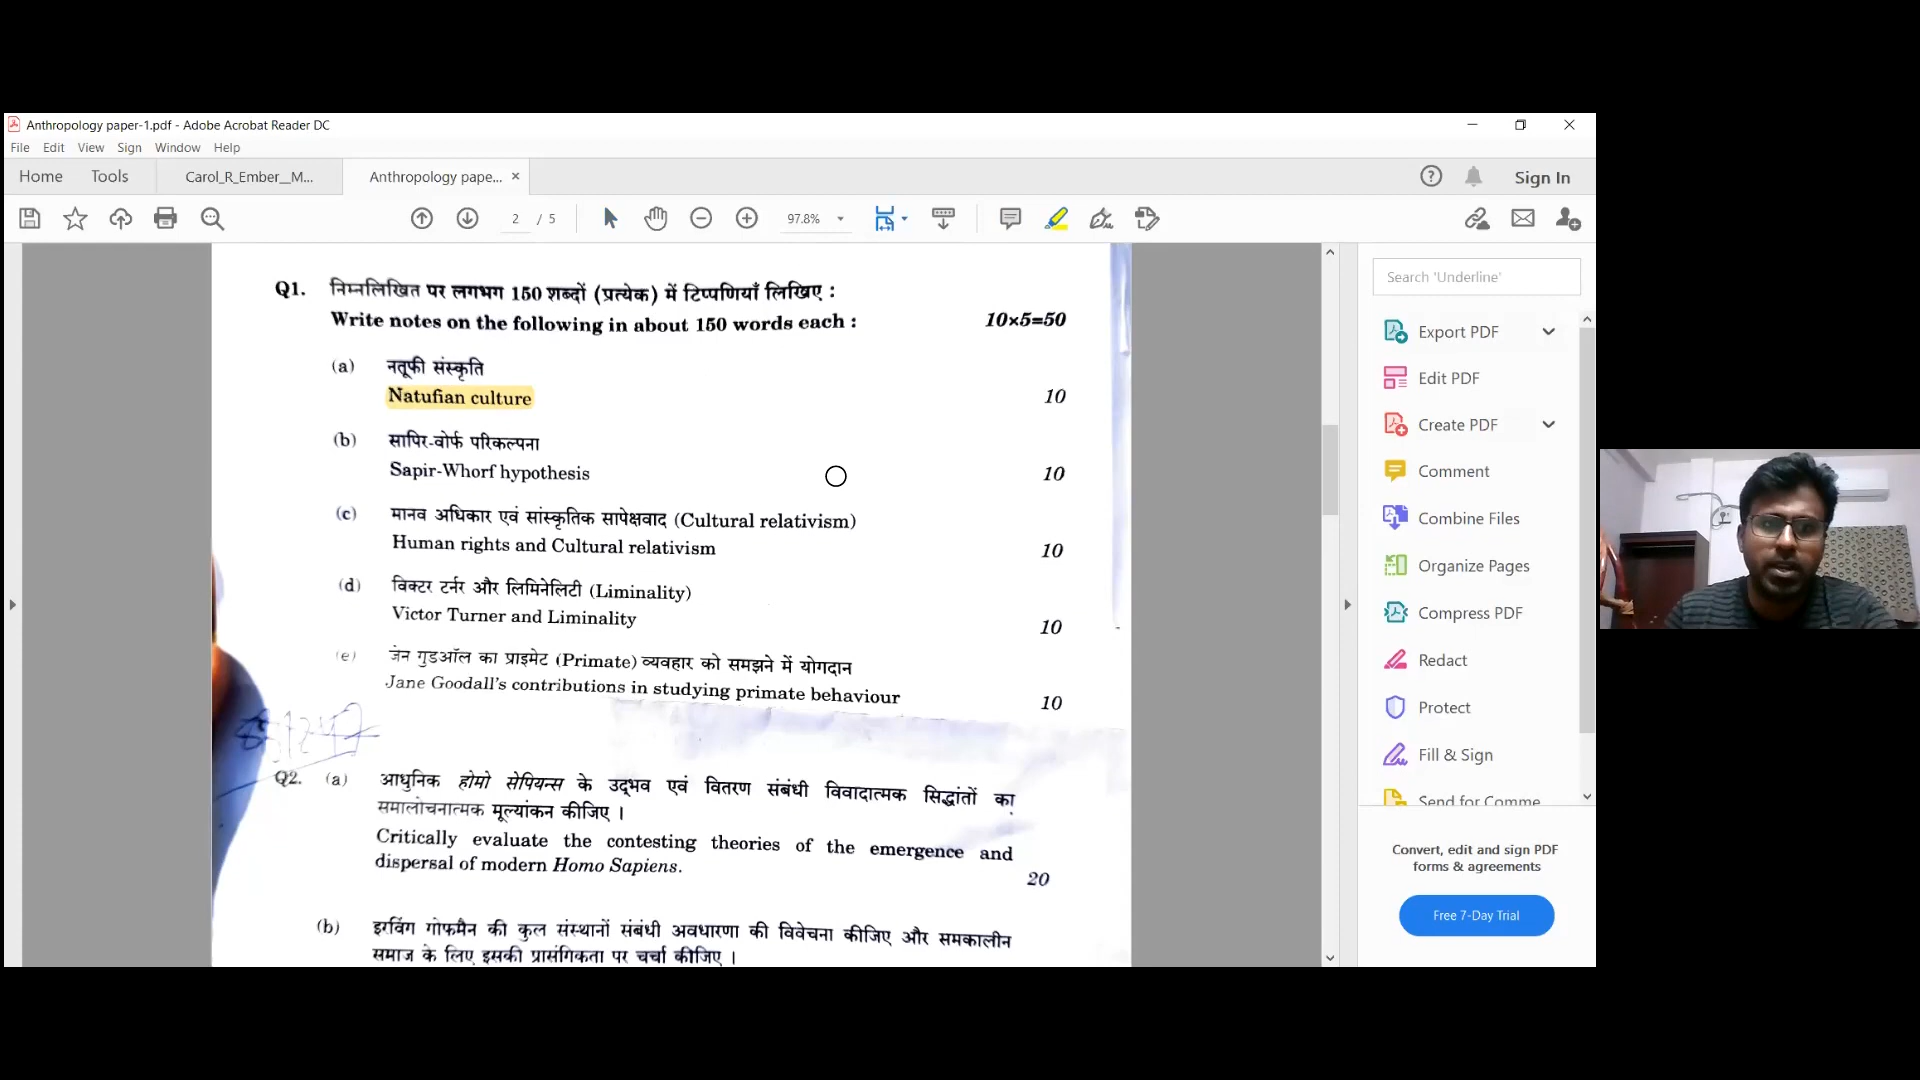 Anthropology paper-1.pdf - Adobe Acrobat Reader DC
File Edit View Sign Window Help
Home Tools Carol_R_Ember__M... Anthropology pape... ×
Sign In
2 / 5 97.8%
Q1. निम्नलिखित पर लगभग 150 शब्दों (प्रत्येक) में टिप्पणियाँ लिखिए :
Write notes on the following in about 150 words each : 10×5=50
(a) नतूफी संस्कृति
Natufian culture 10
(b) सापिर-वोर्फ परिकल्पना
Sapir-Whorf hypothesis 10
(c) मानव अधिकार एवं सांस्कृतिक सापेक्षवाद (Cultural relativism)
Human rights and Cultural relativism 10
(d) विक्टर टर्नर और लिमिनेलिटी (Liminality)
Victor Turner and Liminality 10
(e) जेन गुडऑल का प्राइमेट (Primate) व्यवहार को समझने में योगदान
Jane Goodall's contributions in studying primate behaviour 10
Q2. (a) आधुनिक होमो सेपियन्स के उद्भव एवं वितरण संबंधी विवादात्मक सिद्धांतों का
समालोचनात्मक मूल्यांकन कीजिए ।
Critically evaluate the contesting theories of the emergence and
dispersal of modern Homo Sapiens. 20
(b) इरविंग गोफमैन की कुल संस्थानों संबंधी अवधारणा की विवेचना कीजिए और समकालीन
समाज के लिए इसकी प्रासंगिकता पर चर्चा कीजिए ।
Search 'Underline'
Export PDF
Edit PDF
Create PDF
Comment
Combine Files
Organize Pages
Compress PDF
Redact
Protect
Fill & Sign
Send for Comme
Convert, edit and sign PDF
forms & agreements
Free 7-Day Trial